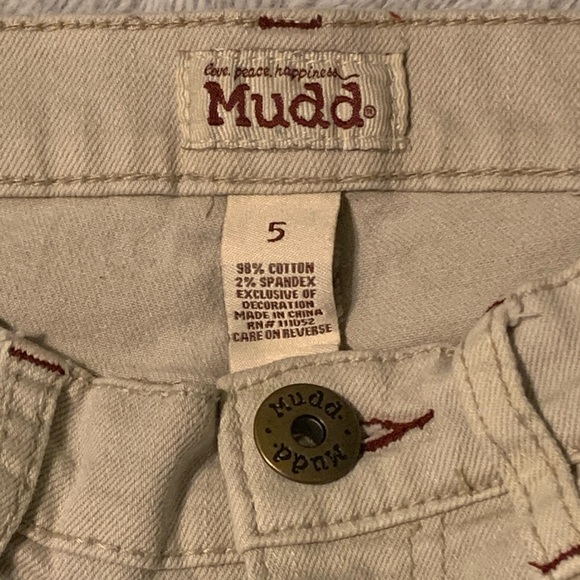 love. peace. happiness
Mudd®
5
98% COTTON
2% SPANDEX
EXCLUSIVE OF
DECORATION
MADE IN CHINA
RN# 111052
CARE ON REVERSE
Mudd.
Mudd.